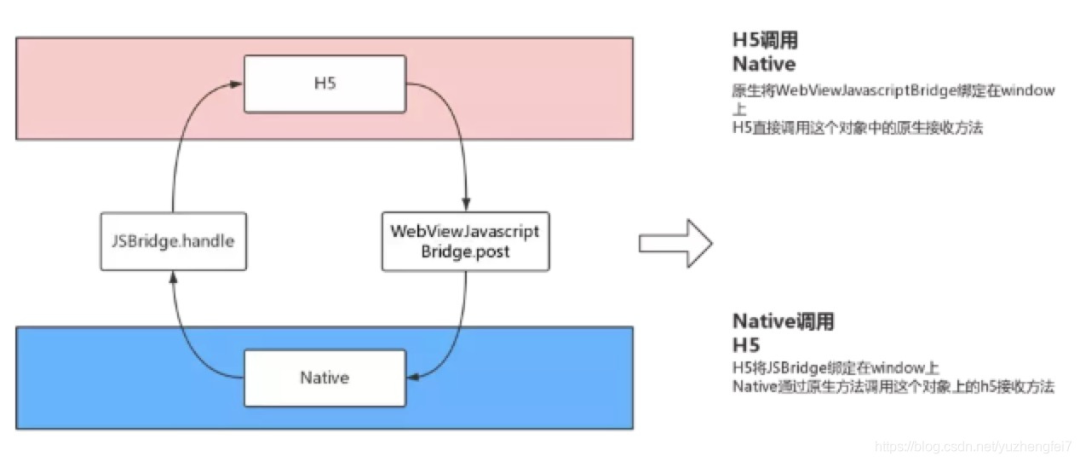 H5
JSBridge.handle
WebViewJavascript
Bridge.post
Native
H5调用
Native
原生将WebViewJavascriptBridge绑定在window
上
H5直接调用这个对象中的原生接收方法
Native调用
H5
H5将JSBridge绑定在window上
Native通过原生方法调用这个对象上的h5接收方法
https://blog.csdn.net/yuzhengfei7